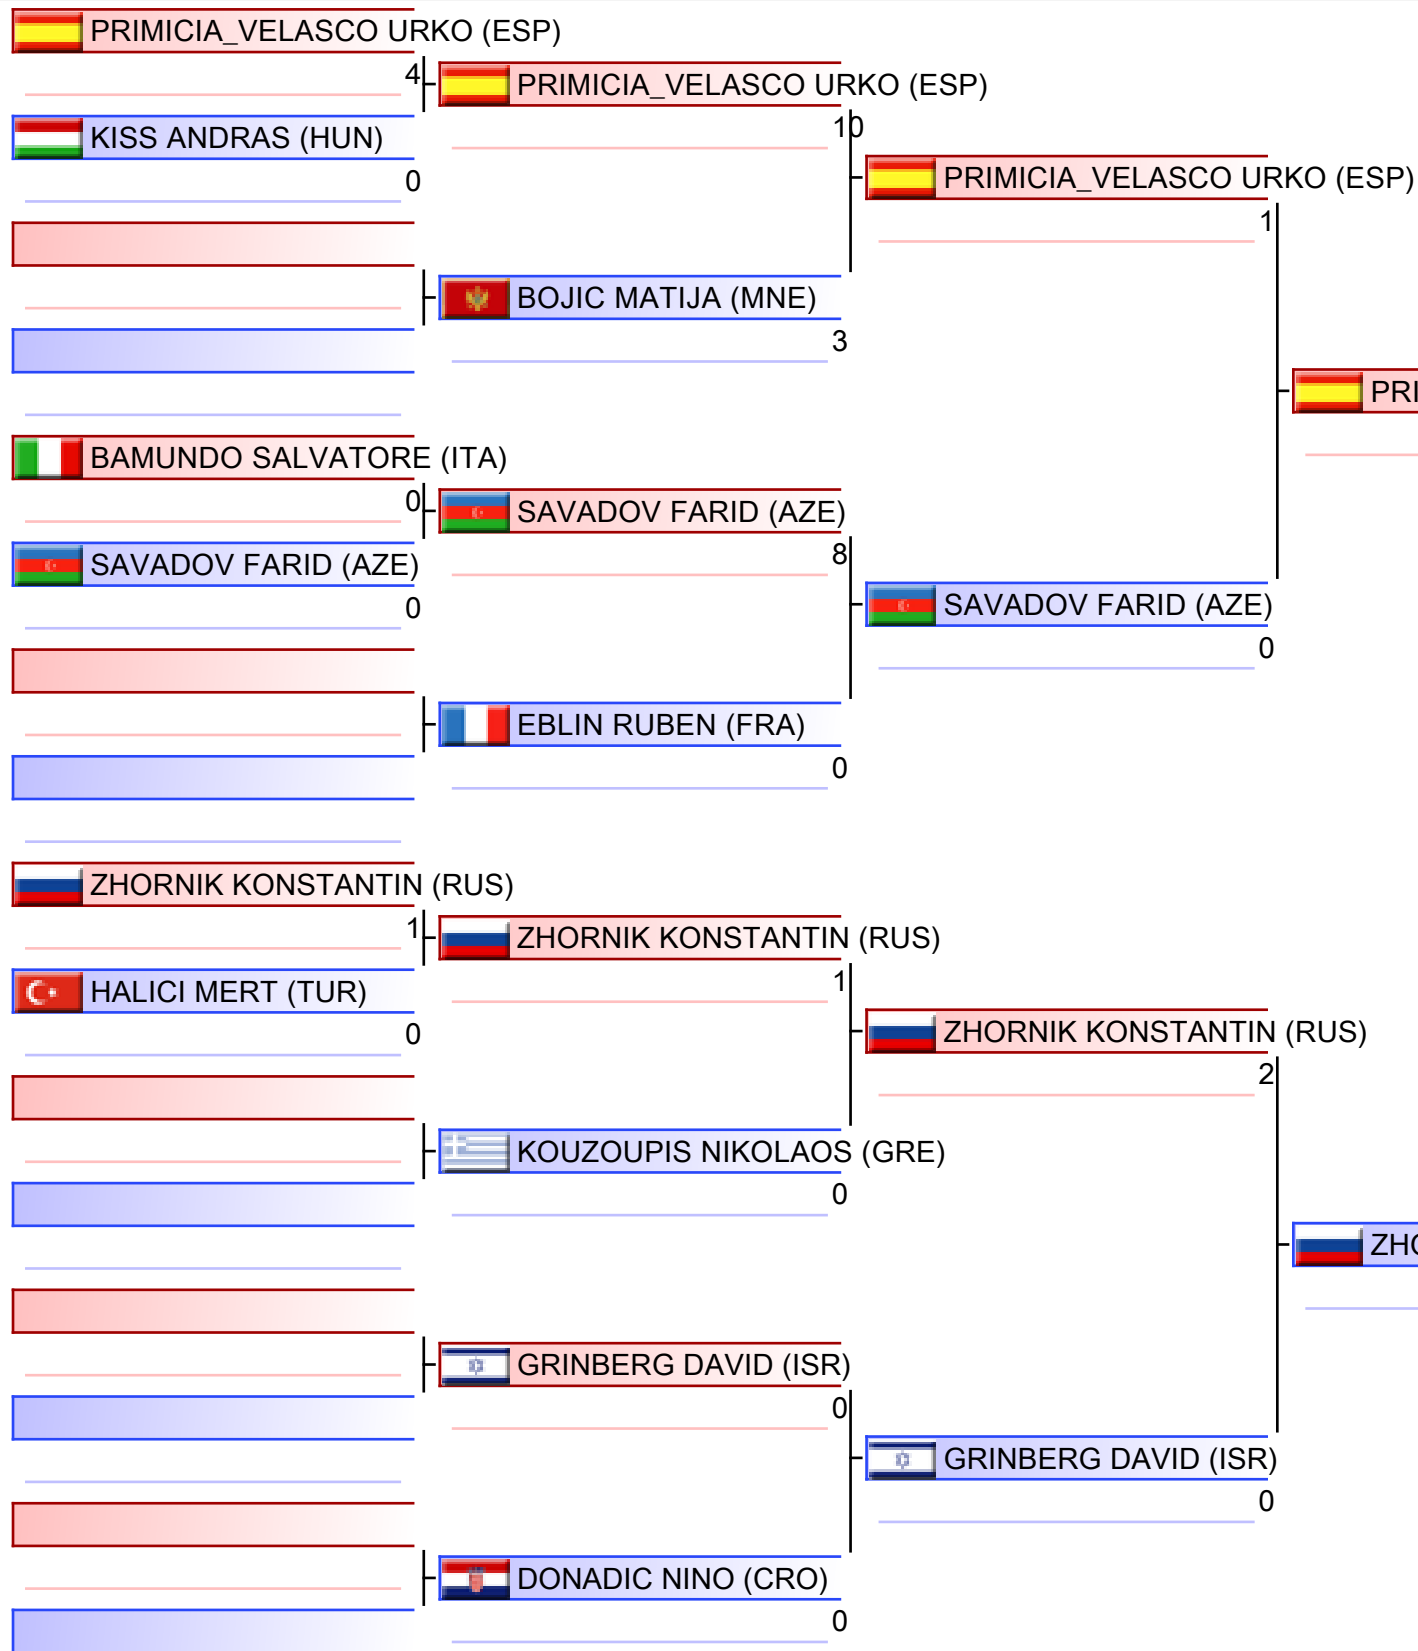 PRIMICIA_VELASCO URKO (ESP)
4
PRIMICIA_VELASCO URKO (ESP)
KISS ANDRAS (HUN)
0
10
PRIMICIA_VELASCO URKO (ESP)
1
BOJIC MATIJA (MNE)
3
PRI
BAMUNDO SALVATORE (ITA)
0
SAVADOV FARID (AZE)
SAVADOV FARID (AZE)
0
8
SAVADOV FARID (AZE)
0
EBLIN RUBEN (FRA)
0
ZHORNIK KONSTANTIN (RUS)
1
ZHORNIK KONSTANTIN (RUS)
HALICI MERT (TUR)
0
1
ZHORNIK KONSTANTIN (RUS)
2
KOUZOUPIS NIKOLAOS (GRE)
0
ZHO
GRINBERG DAVID (ISR)
0
GRINBERG DAVID (ISR)
0
DONADIC NINO (CRO)
0